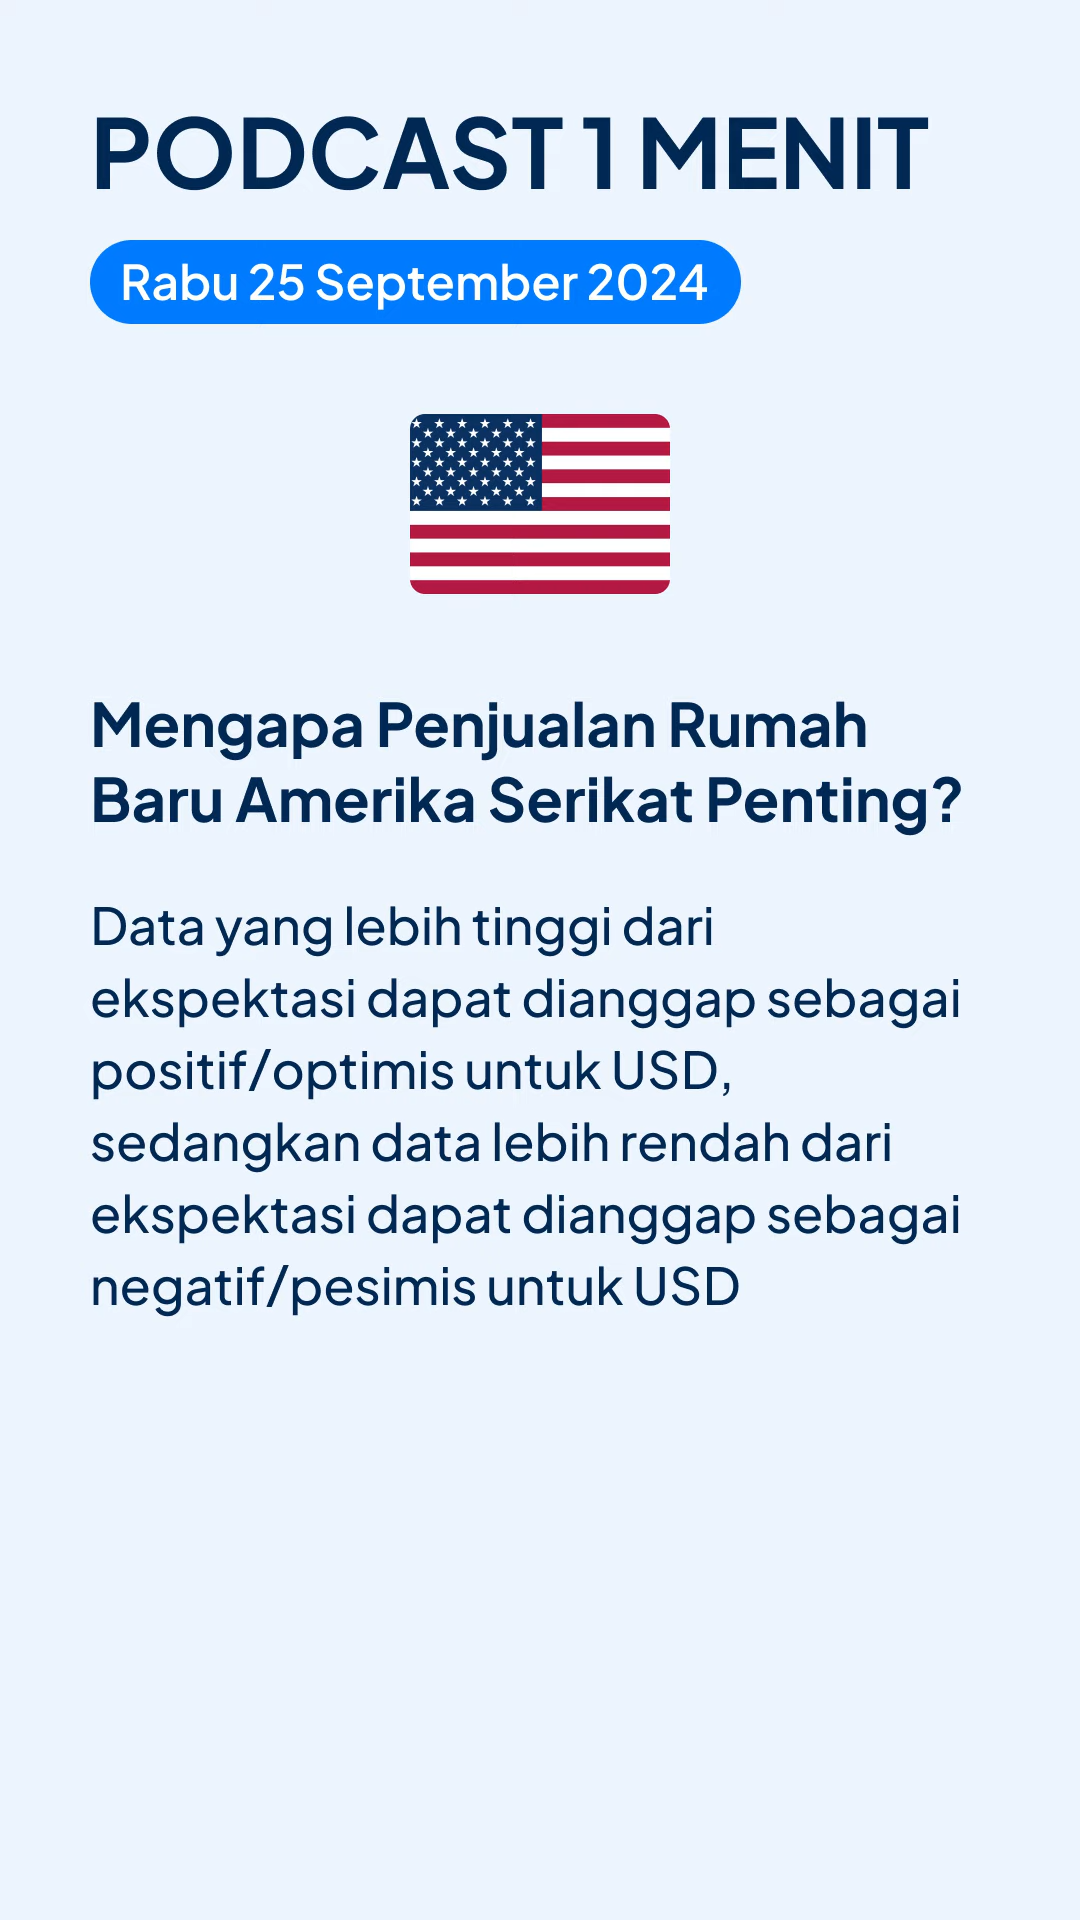 PODCAST 1 MENIT
Rabu 25 September 2024
Mengapa Penjualan Rumah
Baru Amerika Serikat Penting?
Data yang lebih tinggi dari
ekspektasi dapat dianggap sebagai
positif/optimis untuk USD,
sedangkan data lebih rendah dari
ekspektasi dapat dianggap sebagai
negatif/pesimis untuk USD